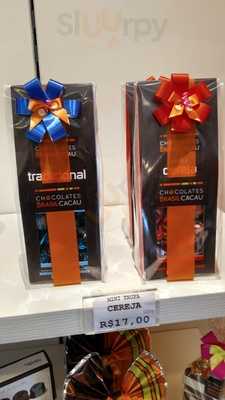 Sluurpy
tradicional
CHOCOLATES
BRASIL CACAU
CHOCOLATES
BRASIL CACAU
MINI TRUFA
CEREJA
R$17,00